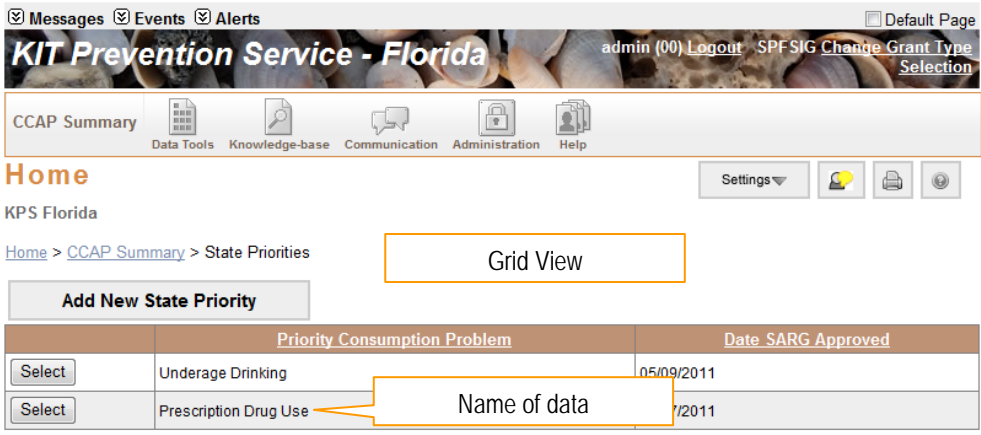 Messages Events Alerts Default Page
KIT Prevention Service - Florida admin (00) Logout SPFSIG Change Grant Type
Selection
CCAP Summary Data Tools Knowledge-base Communication Administration Help
Home Settings
KPS Florida
Home > CCAP Summary > State Priorities
Grid View
Add New State Priority
Priority Consumption Problem Date SARG Approved
Select Underage Drinking 05/09/2011
Select Prescription Drug Use Name of data 7/2011